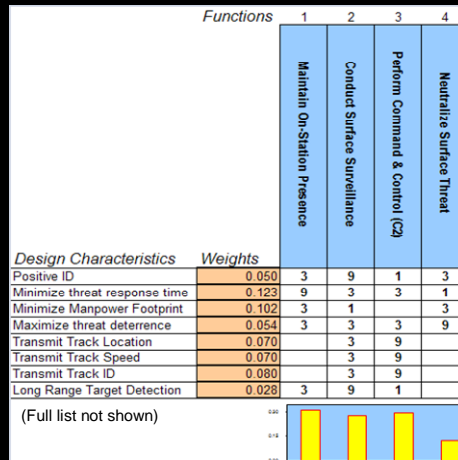 Functions 1 2 3 4
Maintain On-Station Presence
Conduct Surface Surveillance
Perform Command & Control (C2)
Neutralize Surface Threat
Design Characteristics Weights
Positive ID 0.050 3 9 1 3
Minimize threat response time 0.123 9 3 3 1
Minimize Manpower Footprint 0.102 3 1 3
Maximize threat deterrence 0.054 3 3 3 9
Transmit Track Location 0.070 3 9
Transmit Track Speed 0.070 3 9
Transmit Track ID 0.080 3 9
Long Range Target Detection 0.028 3 9 1
(Full list not shown)
0.20
0.15